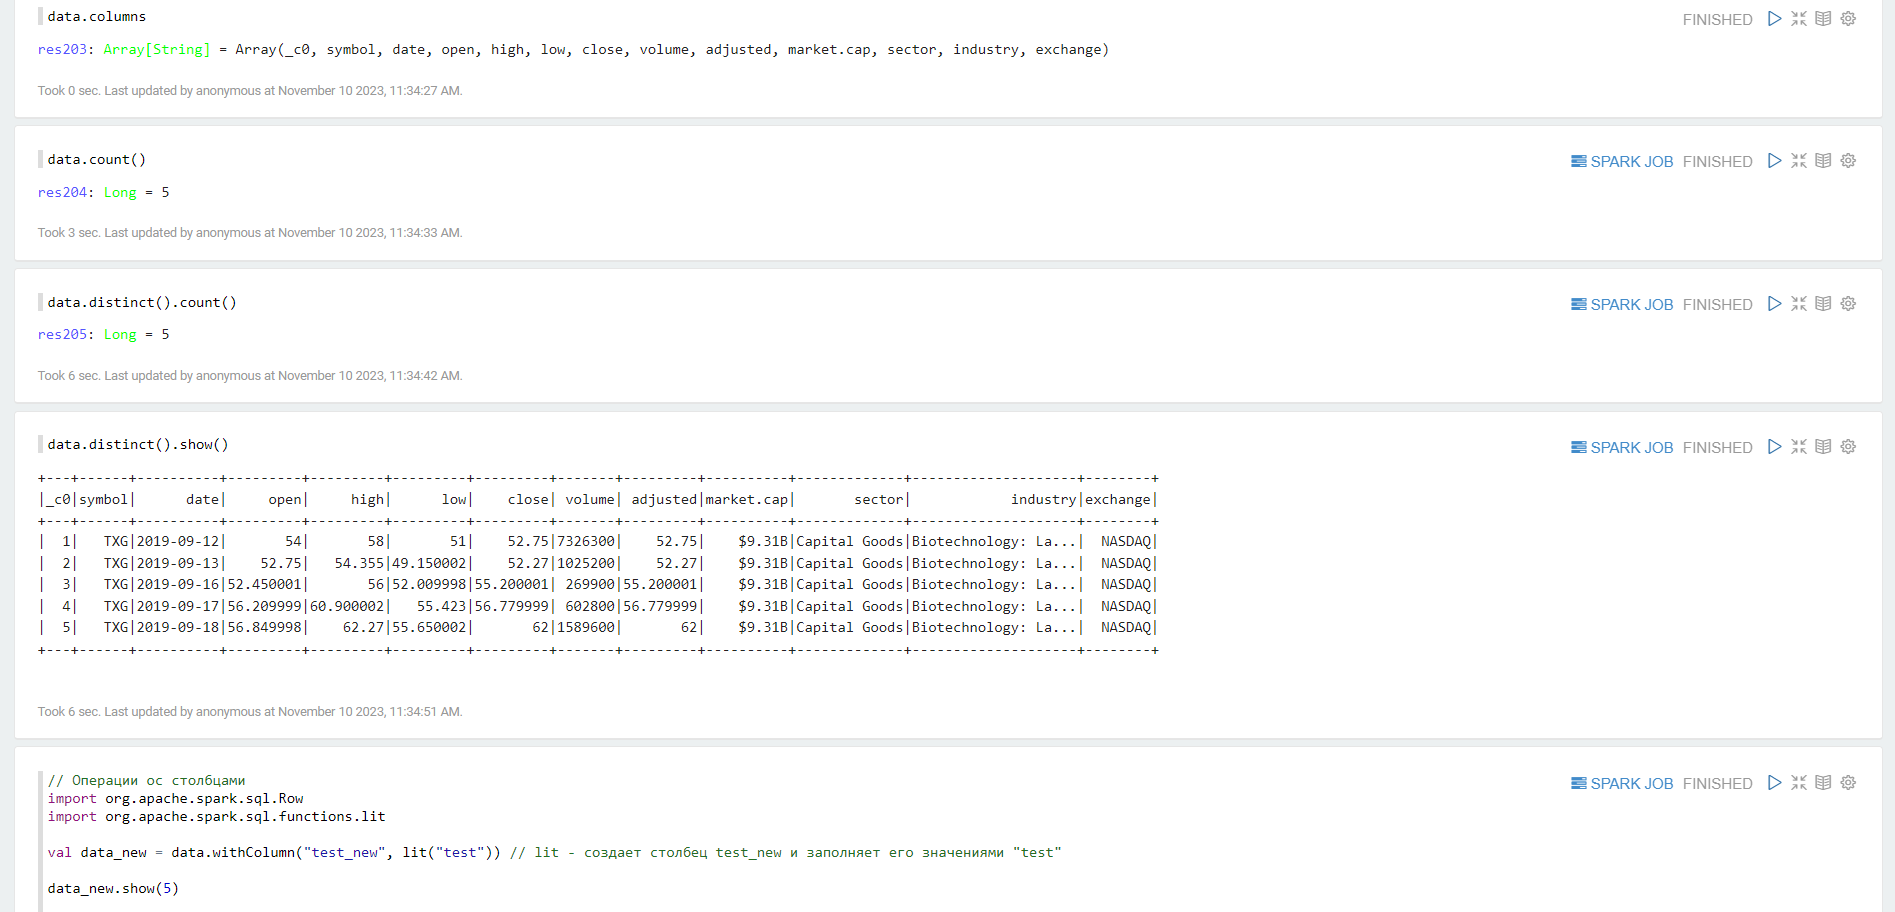 data.columns
FINISHED
res203: Array[String] = Array(_c0, symbol, date, open, high, low, close, volume, adjusted, market.cap, sector, industry, exchange)
Took 0 sec. Last updated by anonymous at November 10 2023, 11:34:27 AM.
data.count()
SPARK JOB FINISHED
res204: Long = 5
Took 3 sec. Last updated by anonymous at November 10 2023, 11:34:33 AM.
data.distinct().count()
SPARK JOB FINISHED
res205: Long = 5
Took 6 sec. Last updated by anonymous at November 10 2023, 11:34:42 AM.
data.distinct().show()
SPARK JOB FINISHED
+---+------+----------+---------+---------+---------+---------+-------+---------+----------+-------------+--------------------+--------+
|_c0|symbol|      date|     open|     high|      low|    close| volume| adjusted|market.cap|       sector|            industry|exchange|
+---+------+----------+---------+---------+---------+---------+-------+---------+----------+-------------+--------------------+--------+
|  1|   TXG|2019-09-12|       54|       58|       51|    52.75|7326300|    52.75|    $9.31B|Capital Goods|Biotechnology: La...|  NASDAQ|
|  2|   TXG|2019-09-13|    52.75|   54.355|49.150002|    52.27|1025200|    52.27|    $9.31B|Capital Goods|Biotechnology: La...|  NASDAQ|
|  3|   TXG|2019-09-16|52.450001|       56|52.009998|55.200001| 269900|55.200001|    $9.31B|Capital Goods|Biotechnology: La...|  NASDAQ|
|  4|   TXG|2019-09-17|56.209999|60.900002|   55.423|56.779999| 602800|56.779999|    $9.31B|Capital Goods|Biotechnology: La...|  NASDAQ|
|  5|   TXG|2019-09-18|56.849998|    62.27|55.650002|       62|1589600|       62|    $9.31B|Capital Goods|Biotechnology: La...|  NASDAQ|
+---+------+----------+---------+---------+---------+---------+-------+---------+----------+-------------+--------------------+--------+
Took 6 sec. Last updated by anonymous at November 10 2023, 11:34:51 AM.
// Операции ос столбцами
SPARK JOB FINISHED
import org.apache.spark.sql.Row
import org.apache.spark.sql.functions.lit
val data_new = data.withColumn("test_new", lit("test")) // lit - создает столбец test_new и заполняет его значениями "test"
data_new.show(5)